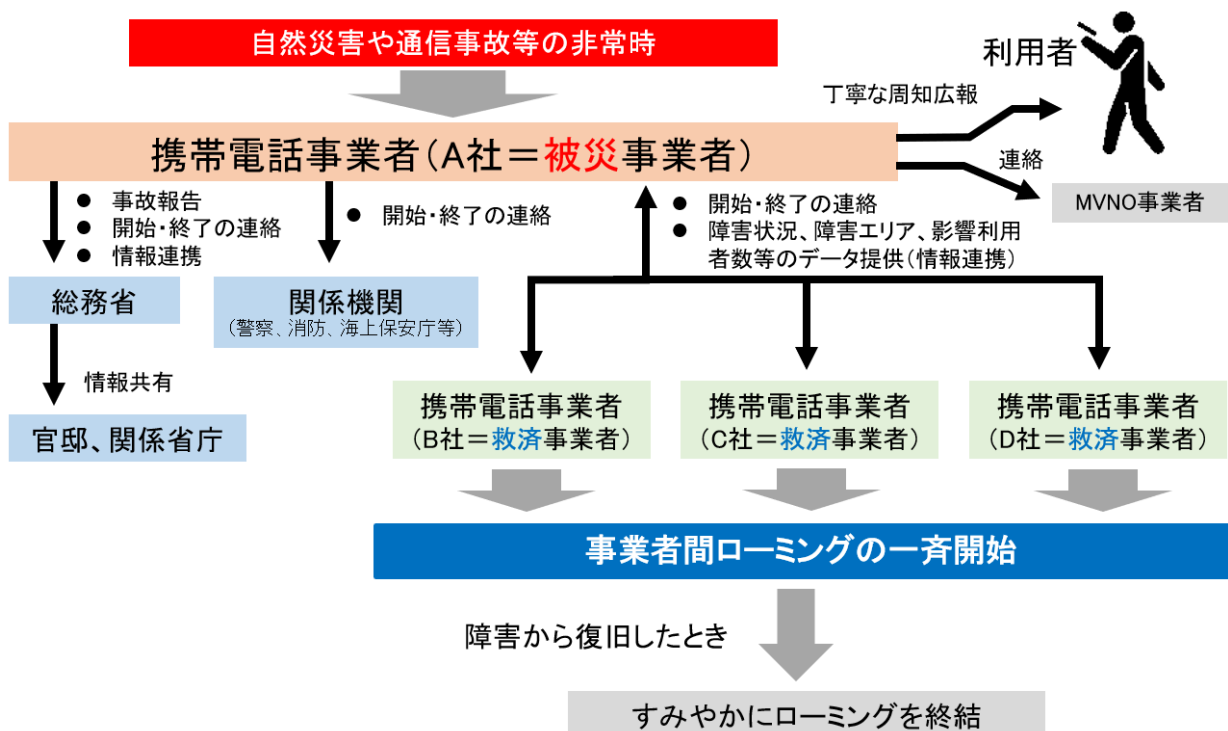 自然災害や通信事故等の非常時
利用者
丁寧な周知広報
携帯電話事業者(A社=被災事業者)
連絡
MVNO事業者
● 事故報告
● 開始・終了の連絡
● 情報連携
● 開始・終了の連絡
● 開始・終了の連絡
● 障害状況、障害エリア、影響利用
者数等のデータ提供(情報連携)
総務省
関係機関
(警察、消防、海上保安庁等)
情報共有
官邸、関係省庁
携帯電話事業者
(B社=救済事業者)
携帯電話事業者
(C社=救済事業者)
携帯電話事業者
(D社=救済事業者)
事業者間ローミングの一斉開始
障害から復旧したとき
すみやかにローミングを終結